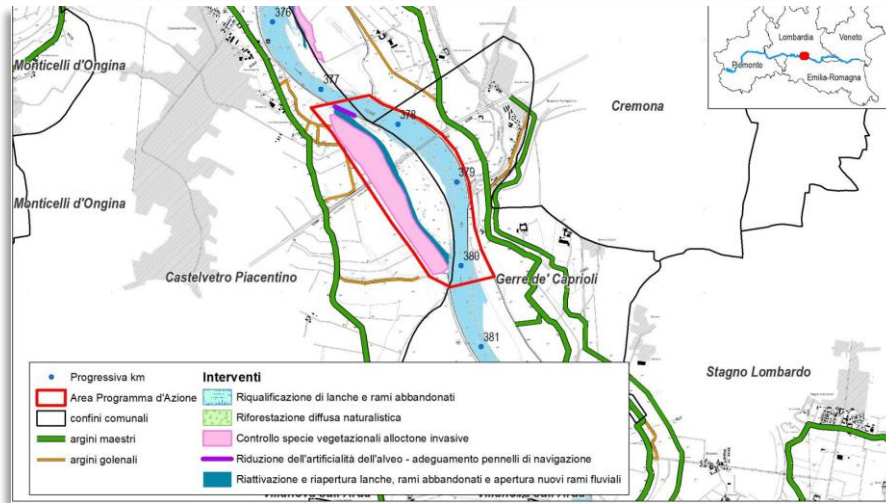 376
Lombardia
Veneto
Piemonte
Emilia-Romagna
Monticelli d'Ongina
377
Cremona
378
379
Monticelli d'Ongina
380
Castelvetro Piacentino
Gerre de' Caprioli
381
Stagno Lombardo
Progressiva km
Area Programma d'Azione
confini comunali
argini maestri
argini golenali
Interventi
Riqualificazione di lanche e rami abbandonati
Riforestazione diffusa naturalistica
Controllo specie vegetazionali alloctone invasive
Riduzione dell'artificialità dell'alveo - adeguamento pennelli di navigazione
Riattivazione e riapertura lanche, rami abbandonati e apertura nuovi rami fluviali